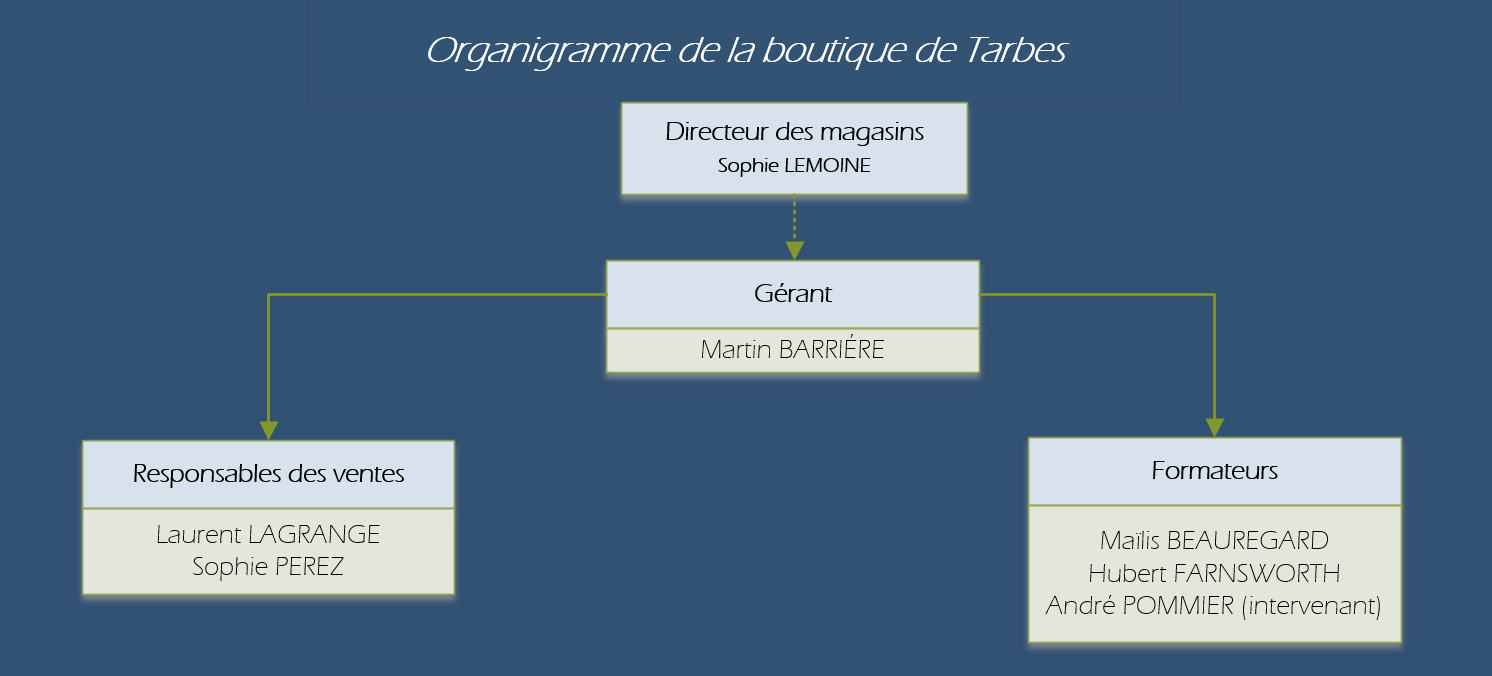 Organigramme de la boutique de Tarbes
Directeur des magasins
Sophie LEMOINE
Gérant
Martin BARRIÉRE
Responsables des ventes
Laurent LAGRANGE
Sophie PEREZ
Formateurs
Maïlis BEAUREGARD
Hubert FARNSWORTH
André POMMIER (intervenant)